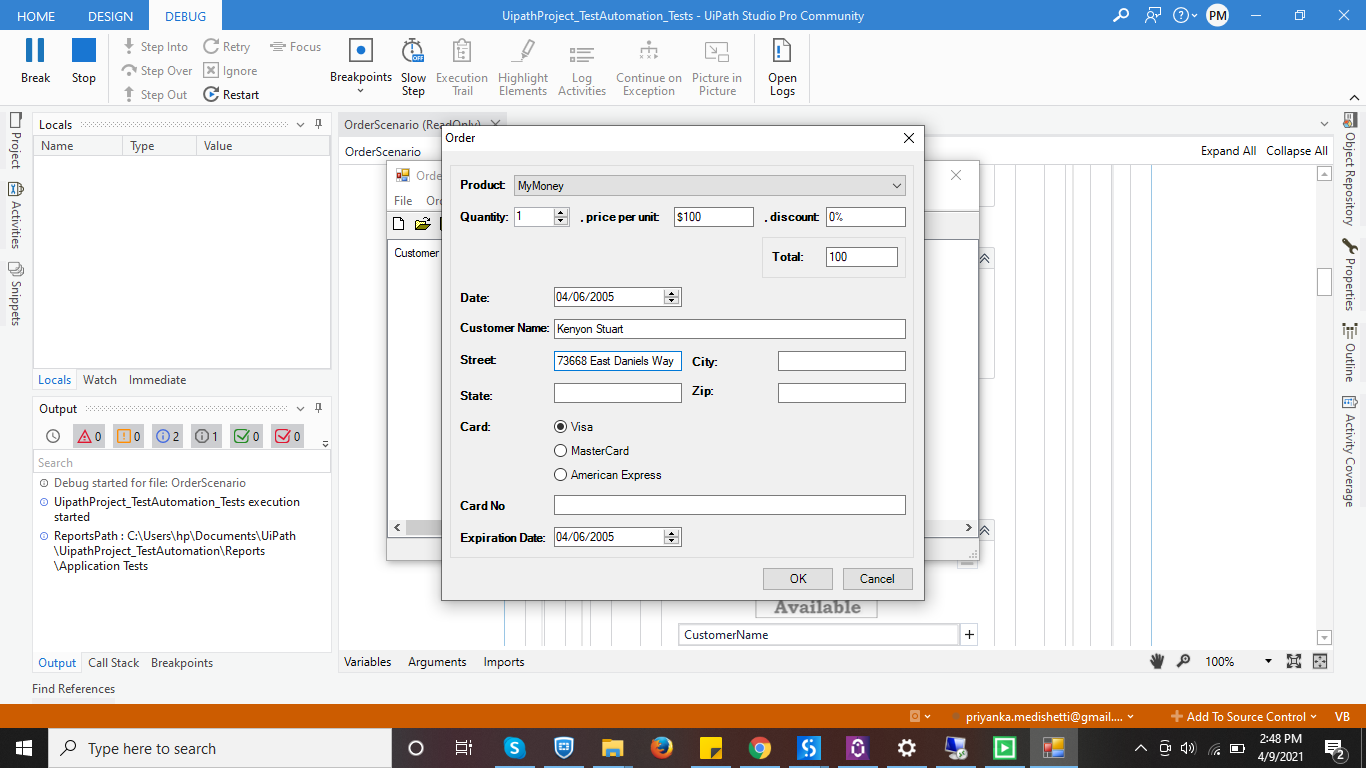 HOME DESIGN DEBUG UipathProject_TestAutomation_Tests - UiPath Studio Pro Community PM
Break Stop Step Into Step Over Step Out Retry Ignore Restart Focus
Breakpoints Slow Step Execution Trail Highlight Elements Log Activities Continue on Exception Picture in Picture Open Logs
Project
Activities
Snippets
Locals
Name Type Value
Locals Watch Immediate
Output
0 0 2 1 0 0
Search
Debug started for file: OrderScenario
UipathProject_TestAutomation_Tests execution
started
ReportsPath : C:\Users\hp\Documents\UiPath
\UipathProject_TestAutomation\Reports
\Application Tests
Output Call Stack Breakpoints
Find References
OrderScenario (ReadOnly)
OrderScenario Expand All Collapse All
File
Customer
Order
Product: MyMoney
Quantity: 1 , price per unit: $100 , discount: 0%
Total: 100
Date: 04/06/2005
Customer Name: Kenyon Stuart
Street: 73668 East Daniels Way City:
State: Zip:
Card: Visa
MasterCard
American Express
Card No
Expiration Date: 04/06/2005
OK Cancel
Available
CustomerName +
Variables Arguments Imports 100%
Object Repository
Properties
Outline
Activity Coverage
priyanka.medishetti@gmail.... Add To Source Control VB
Type here to search
2:48 PM
4/9/2021
2